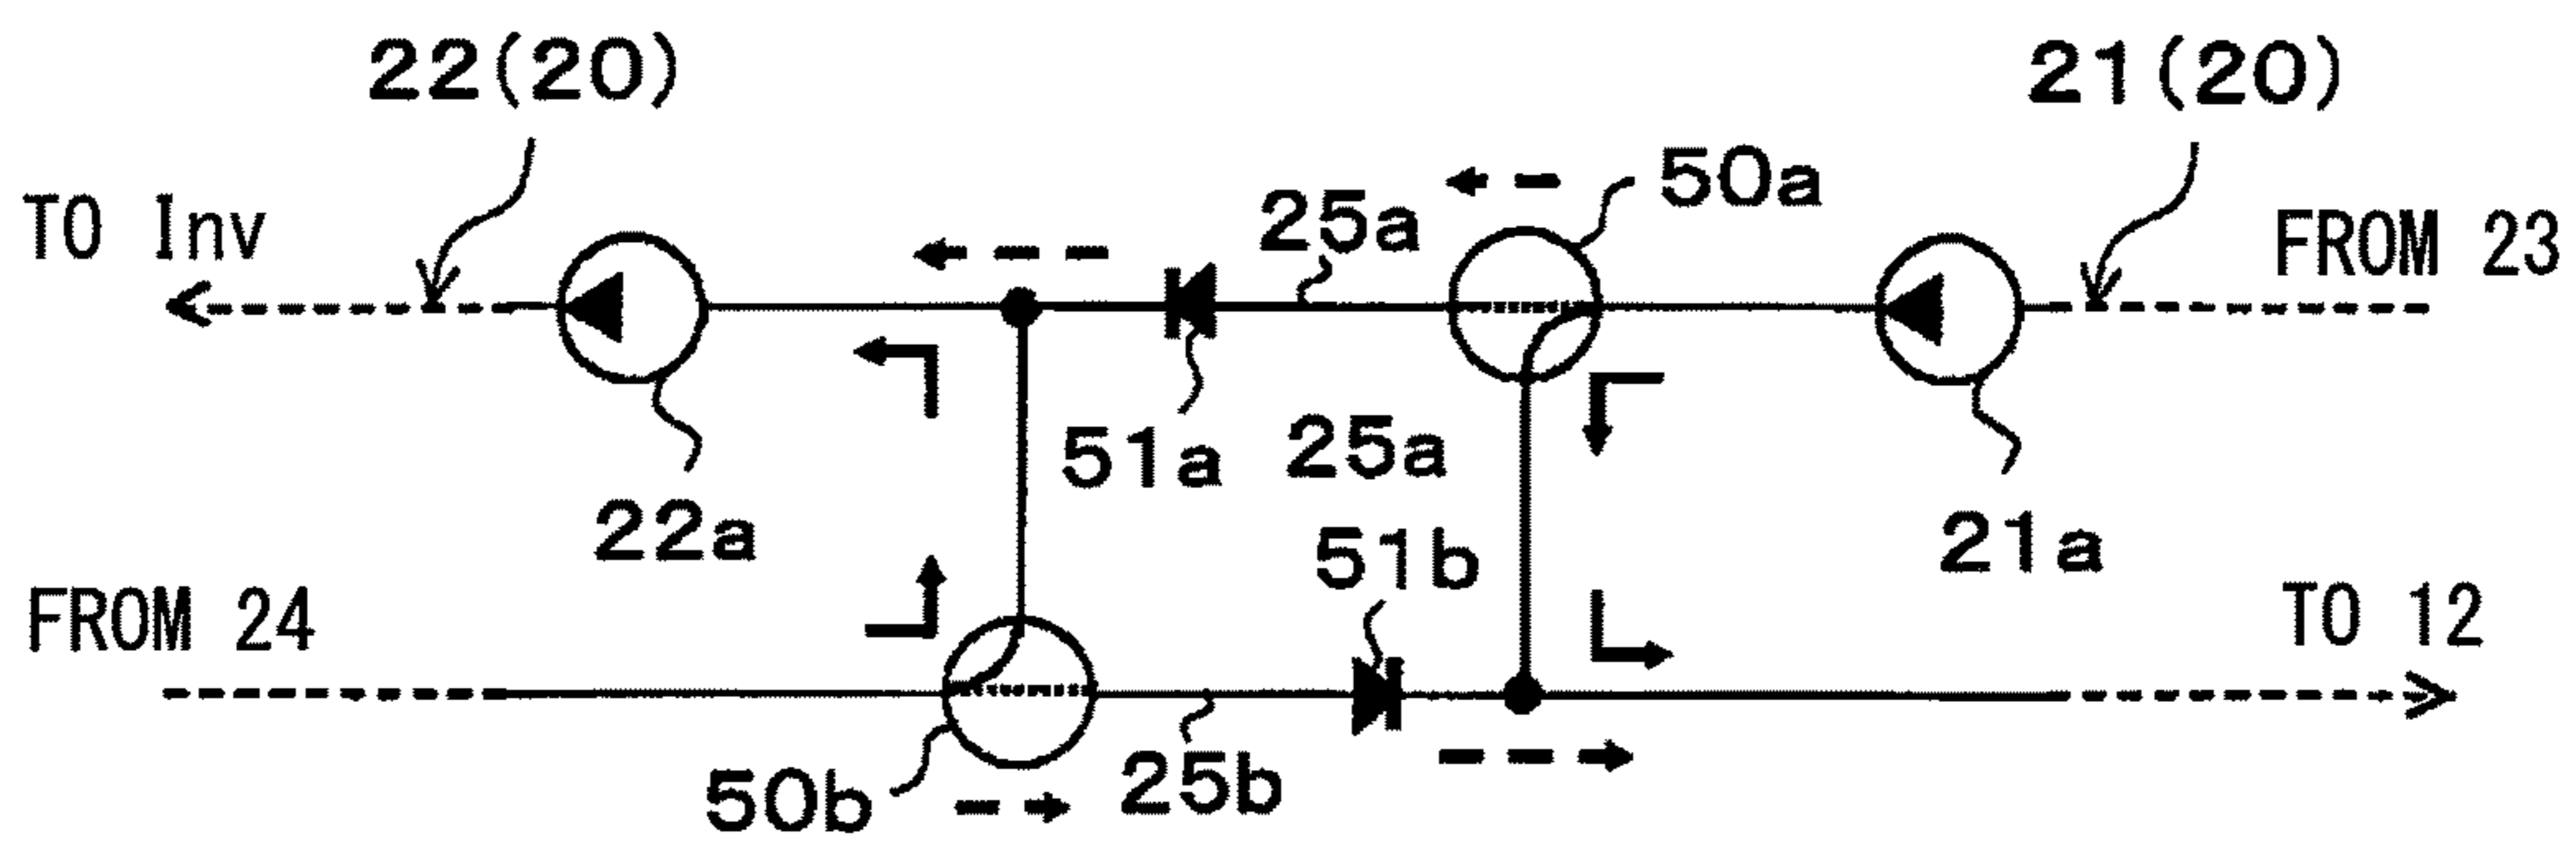 22(20)
21(20)
50a
TO Inv
25a
FROM 23
51a
25a
22a
51b
21a
FROM 24
TO 12
50b
25b